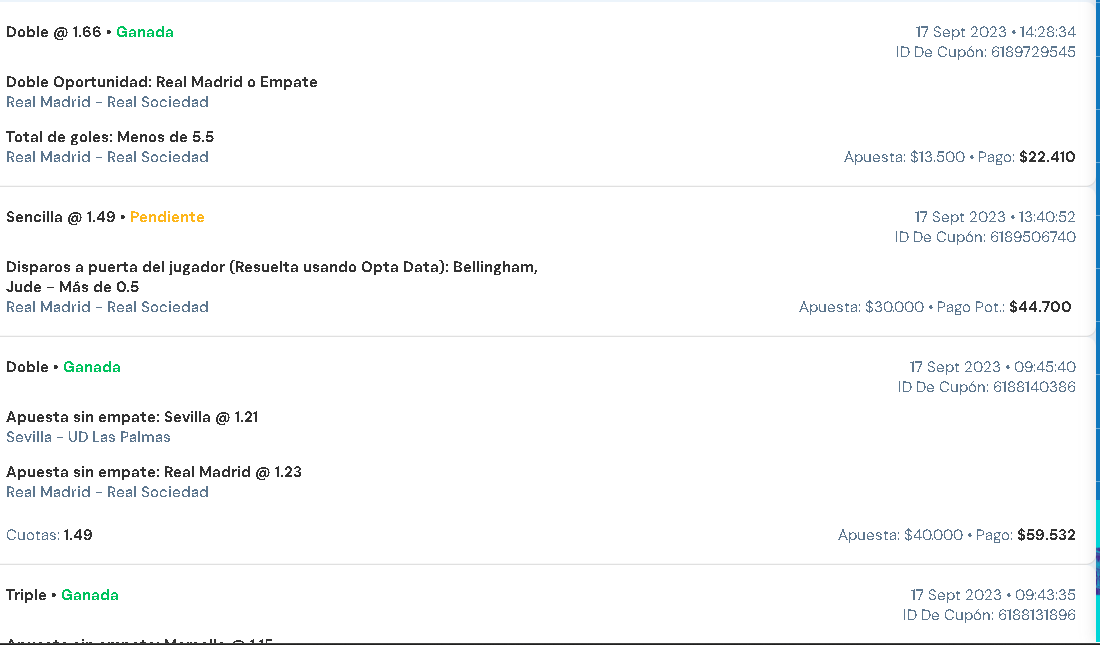 Doble @ 1.66 • Ganada
17 Sept 2023 • 14:28:34
ID De Cupón: 6189729545
Doble Oportunidad: Real Madrid o Empate
Real Madrid - Real Sociedad
Total de goles: Menos de 5.5
Real Madrid - Real Sociedad
Apuesta: $13.500 • Pago: $22.410
Sencilla @ 1.49 • Pendiente
17 Sept 2023 • 13:40:52
ID De Cupón: 6189506740
Disparos a puerta del jugador (Resuelta usando Opta Data): Bellingham,
Jude - Más de 0.5
Real Madrid - Real Sociedad
Apuesta: $30.000 • Pago Pot.: $44.700
Doble • Ganada
17 Sept 2023 • 09:45:40
ID De Cupón: 6188140386
Apuesta sin empate: Sevilla @ 1.21
Sevilla - UD Las Palmas
Apuesta sin empate: Real Madrid @ 1.23
Real Madrid - Real Sociedad
Cuotas: 1.49
Apuesta: $40.000 • Pago: $59.532
Triple • Ganada
17 Sept 2023 • 09:43:35
ID De Cupón: 6188131896
Apuesta sin empate: Marsella @ 1.15